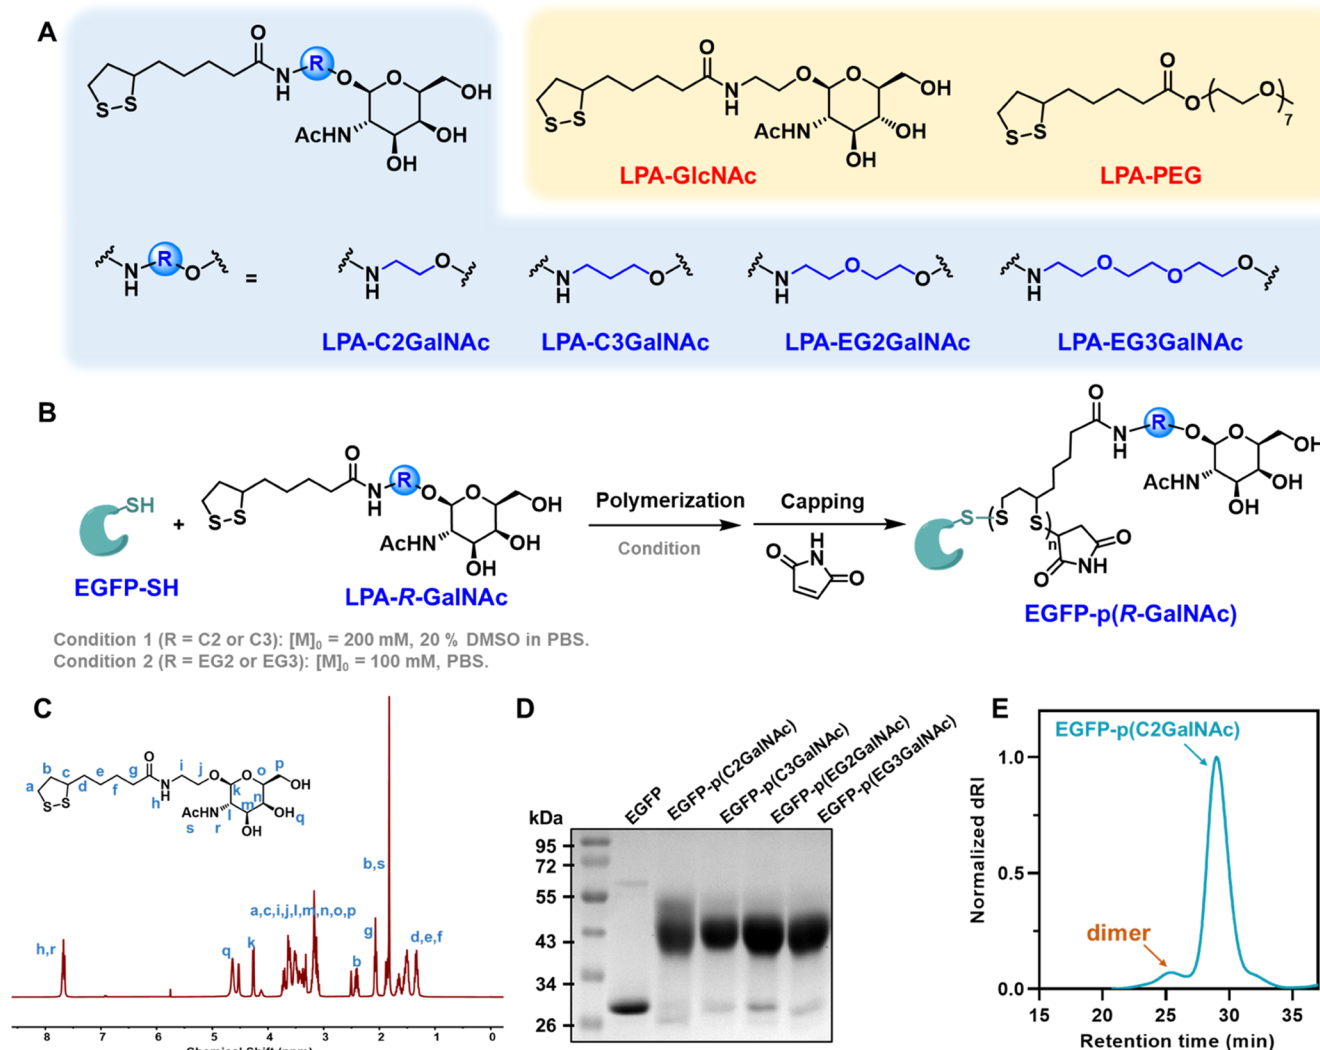 A
O
N
H
R
O
O
OH
S
S
AcHN
OH
OH
O
N
H
O
O
OH
S
S
AcHN
OH
OH
LPA-GlcNAc
O
O
O
7
S
S
LPA-PEG
N
H
R
O
=
N
H
O
LPA-C2GalNAc
N
H
O
LPA-C3GalNAc
N
H
O
O
LPA-EG2GalNAc
N
H
O
O
O
LPA-EG3GalNAc
B
SH
EGFP-SH
+
O
N
H
R
O
O
OH
S
S
AcHN
OH
OH
LPA-R-GalNAc
Polymerization
Condition
Capping
H
N
O
O
O
N
H
R
O
O
OH
AcHN
OH
OH
S
S
S
n
O
NH
O
EGFP-p(R-GalNAc)
Condition 1 (R = C2 or C3): [M]₀ = 200 mM, 20 % DMSO in PBS.
Condition 2 (R = EG2 or EG3): [M]₀ = 100 mM, PBS.
C
a
b
c
d
e
f
g
O
N
H
h
i
j
O
O
o
p
OH
S
S
k
l
m
n
AcHN
OH
q
OH
s
r
h,r
q
k
a,c,i,j,l,m,n,o,p
b
g
b,s
d,e,f
8 7 6 5 4 3 2 1 0
Chemical Shift (ppm)
D
EGFP
EGFP-p(C2GalNAc)
EGFP-p(C3GalNAc)
EGFP-p(EG2GalNAc)
EGFP-p(EG3GalNAc)
kDa
95
72
55
43
34
26
E
EGFP-p(C2GalNAc)
dimer
Normalized dRI
1.0
0.5
0.0
15 20 25 30 35
Retention time (min)